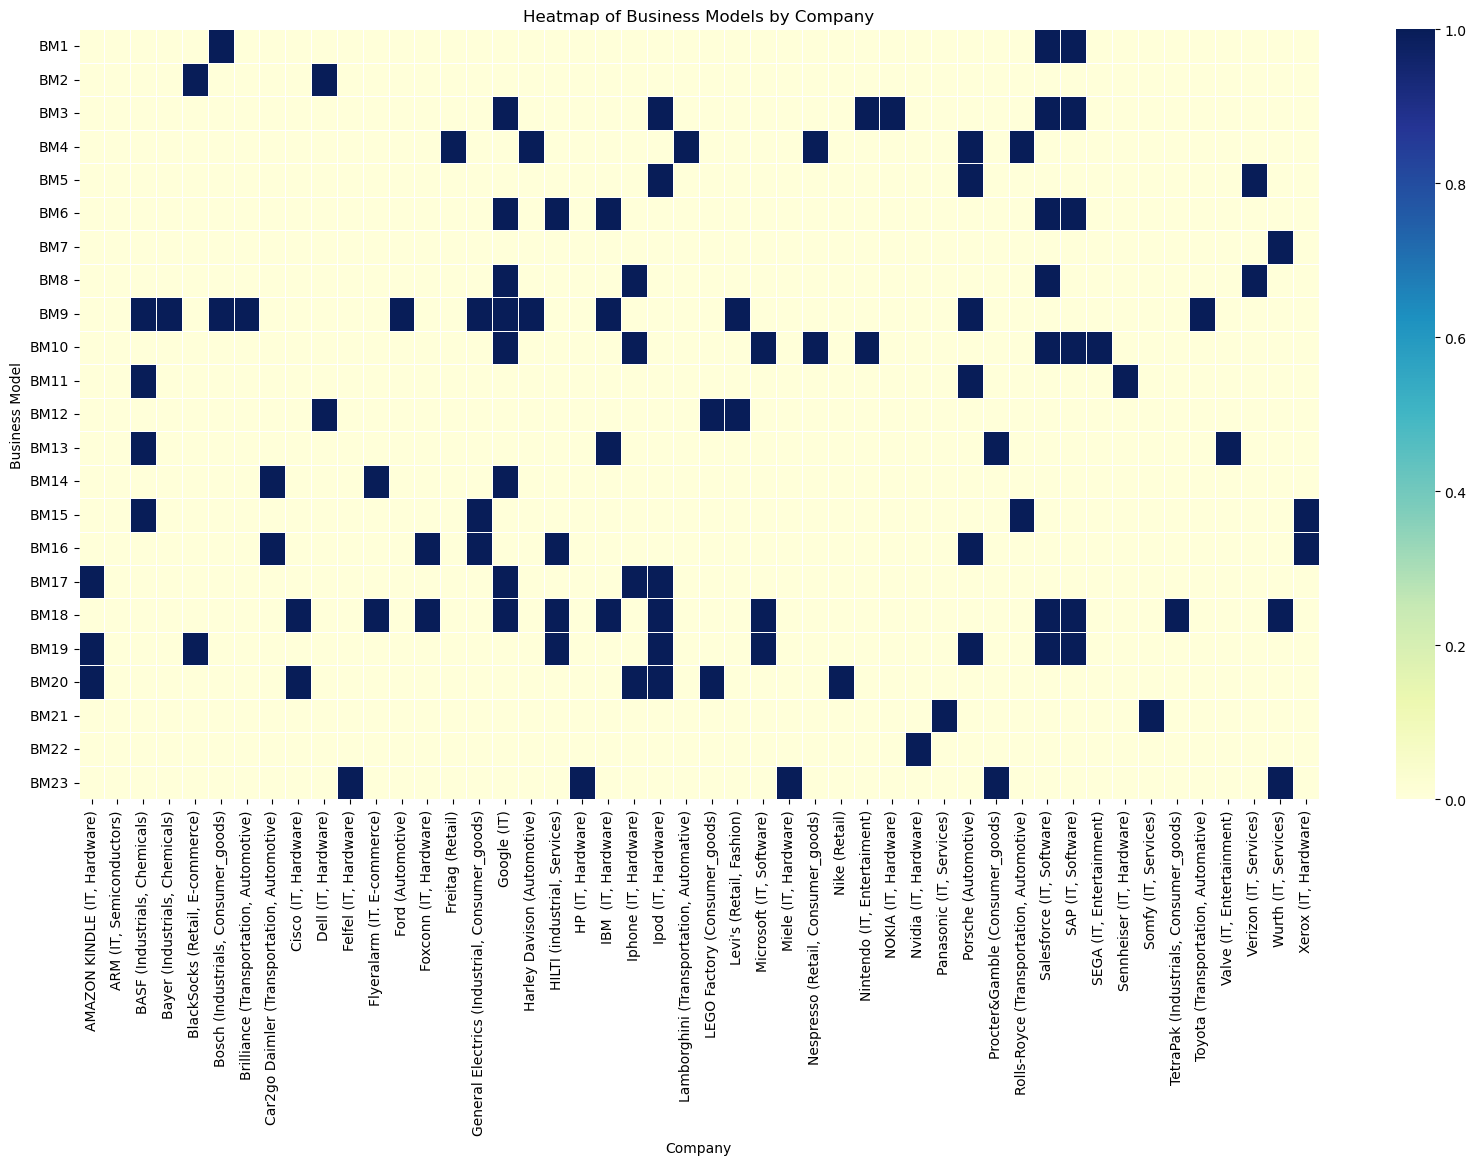 Heatmap of Business Models by Company
Business Model
BM1
BM2
BM3
BM4
BM5
BM6
BM7
BM8
BM9
BM10
BM11
BM12
BM13
BM14
BM15
BM16
BM17
BM18
BM19
BM20
BM21
BM22
BM23
AMAZON KINDLE (IT, Hardware)
ARM (IT, Semiconductors)
BASF (Industrials, Chemicals)
Bayer (Industrials, Chemicals)
BlackSocks (Retail, E-commerce)
Bosch (Industrials, Consumer_goods)
Brilliance (Transportation, Automotive)
Car2go Daimler (Transportation, Automotive)
Cisco (IT, Hardware)
Dell (IT, Hardware)
Felfel (IT, Hardware)
Flyeralarm (IT, E-commerce)
Ford (Automotive)
Foxconn (IT, Hardware)
Freitag (Retail)
General Electrics (Industrial, Consumer_goods)
Google (IT)
Harley Davison (Automotive)
HILTI (industrial, Services)
HP (IT, Hardware)
IBM  (IT, Hardware)
Iphone (IT, Hardware)
Ipod (IT, Hardware)
Lamborghini (Transportation, Automative)
LEGO Factory (Consumer_goods)
Levi's (Retail, Fashion)
Microsoft (IT, Software)
Miele (IT, Hardware)
Nespresso (Retail, Consumer_goods)
Nike (Retail)
Nintendo (IT, Entertaiment)
NOKIA (IT, Hardware)
Nvidia (IT, Hardware)
Panasonic (IT, Services)
Porsche (Automotive)
Procter&Gamble (Consumer_goods)
Rolls-Royce (Transportation, Automotive)
Salesforce (IT, Software)
SAP (IT, Software)
SEGA (IT, Entertainment)
Sennheiser (IT, Hardware)
Somfy (IT, Services)
TetraPak (Industrials, Consumer_goods)
Toyota (Transportation, Automotive)
Valve (IT, Entertainment)
Verizon (IT, Services)
Wurth (IT, Services)
Xerox (IT, Hardware)
Company
1.0
0.8
0.6
0.4
0.2
0.0